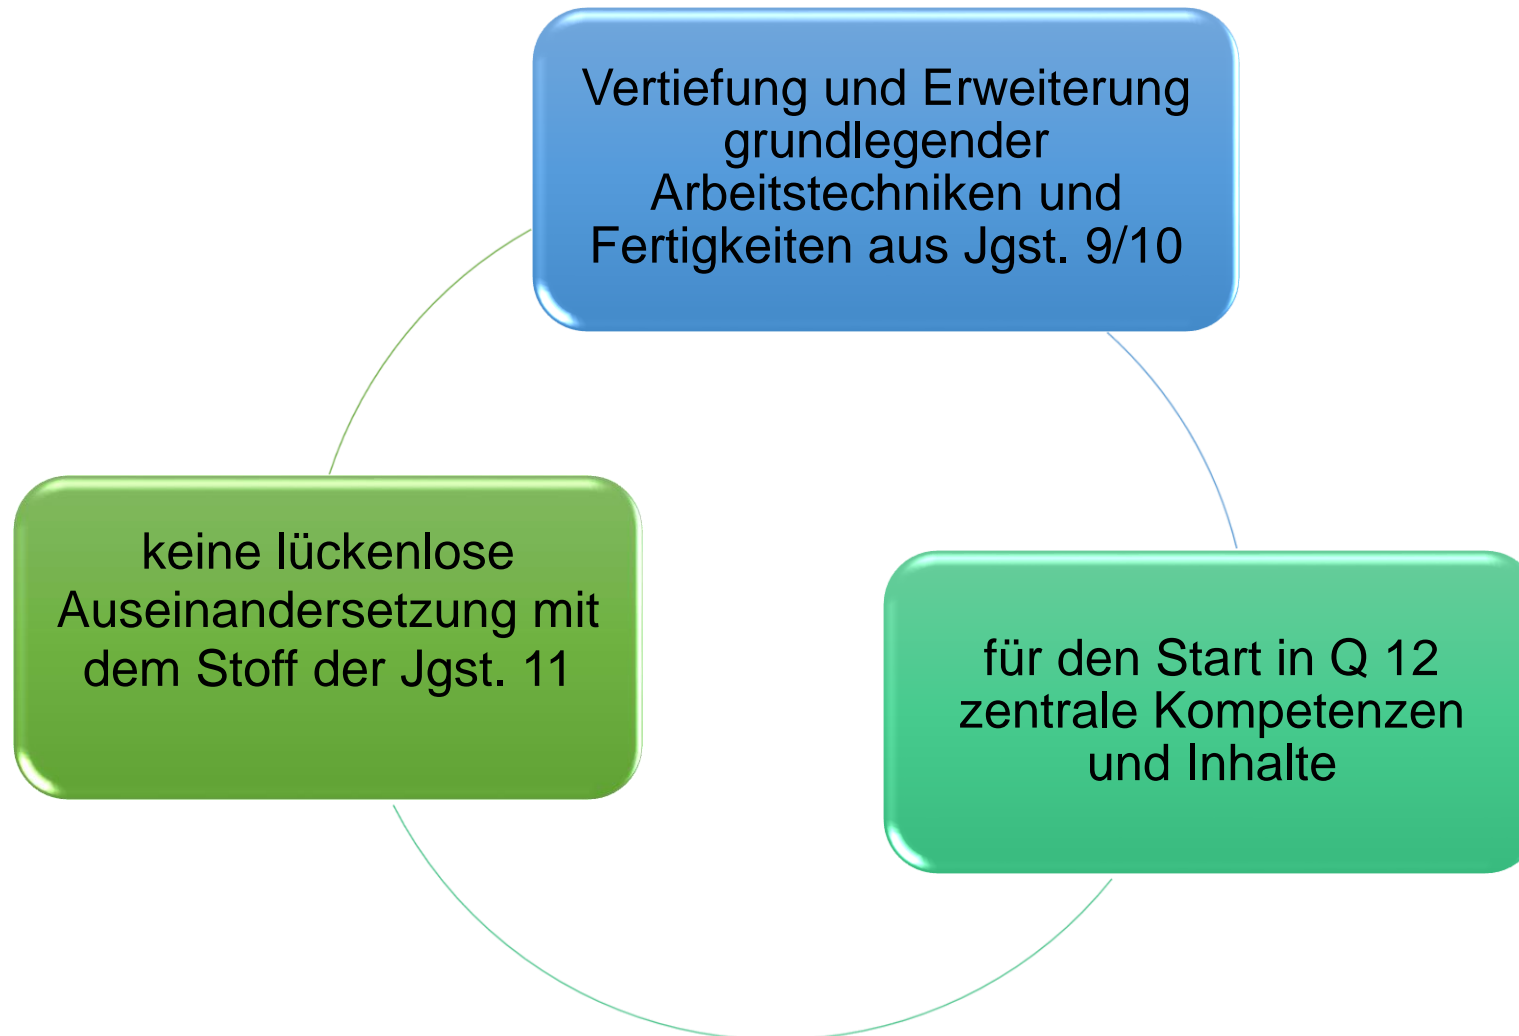 Vertiefung und Erweiterung
grundlegender
Arbeitstechniken und
Fertigkeiten aus Jgst. 9/10
keine lückenlose
Auseinandersetzung mit
dem Stoff der Jgst. 11
für den Start in Q 12
zentrale Kompetenzen
und Inhalte